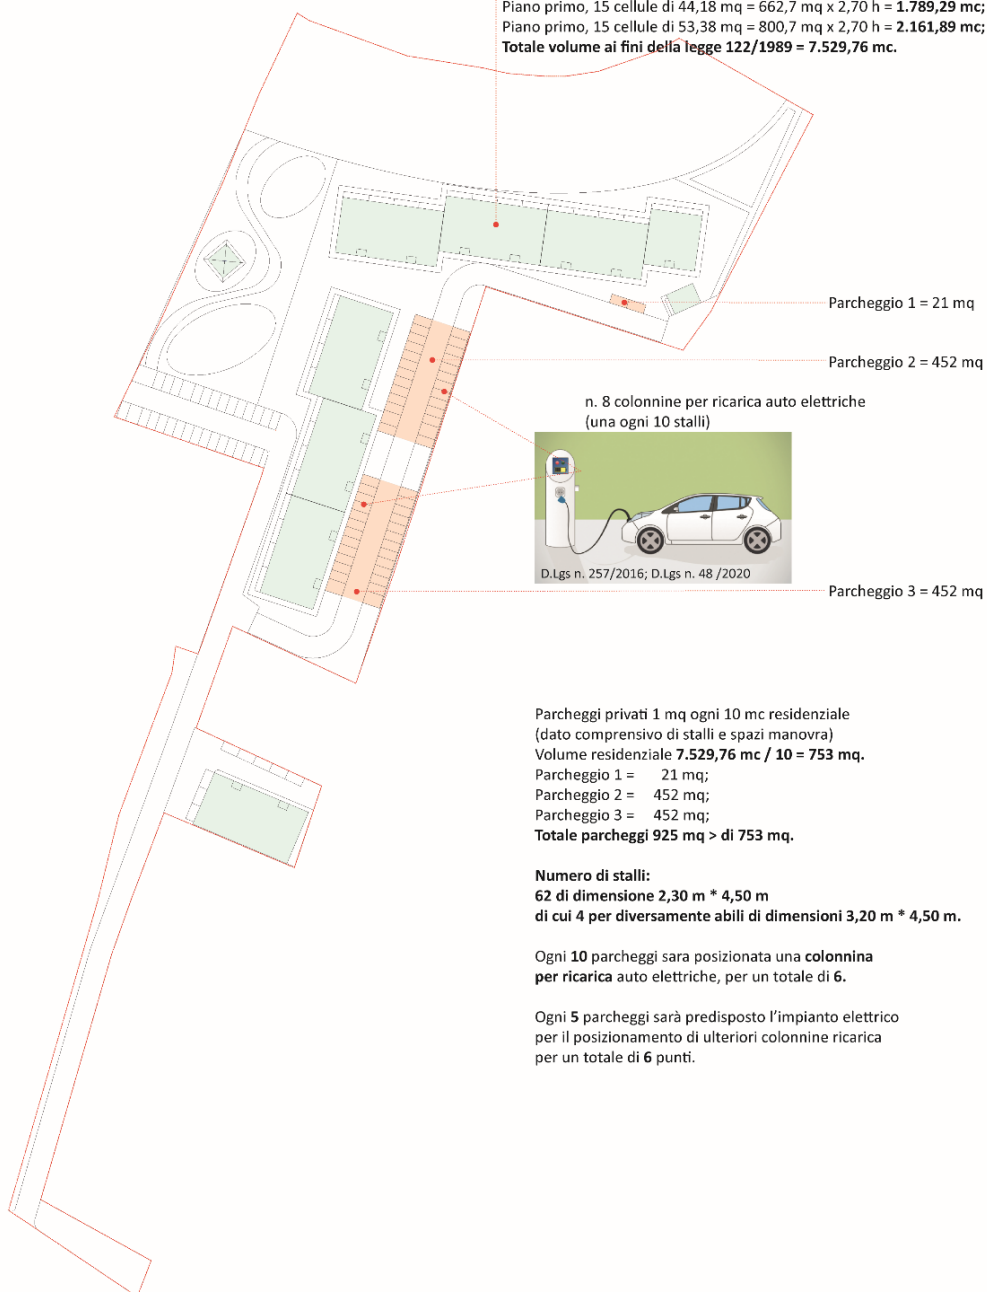 Piano primo, 15 cellule di 44,18 mq = 662,7 mq x 2,70 h = 1.789,29 mc;
Piano primo, 15 cellule di 53,38 mq = 800,7 mq x 2,70 h = 2.161,89 mc;
Totale volume ai fini della legge 122/1989 = 7.529,76 mc.
Parcheggio 1 = 21 mq
Parcheggio 2 = 452 mq
n. 8 colonnine per ricarica auto elettriche
(una ogni 10 stalli)
D.Lgs n. 257/2016; D.Lgs n. 48 /2020
Parcheggio 3 = 452 mq
Parcheggi privati 1 mq ogni 10 mc residenziale
(dato comprensivo di stalli e spazi manovra)
Volume residenziale 7.529,76 mc / 10 = 753 mq.
Parcheggio 1 = 21 mq;
Parcheggio 2 = 452 mq;
Parcheggio 3 = 452 mq;
Totale parcheggi 925 mq > di 753 mq.
Numero di stalli:
62 di dimensione 2,30 m * 4,50 m
di cui 4 per diversamente abili di dimensioni 3,20 m * 4,50 m.
Ogni 10 parcheggi sara posizionata una colonnina
per ricarica auto elettriche, per un totale di 6.
Ogni 5 parcheggi sarà predisposto l'impianto elettrico
per il posizionamento di ulteriori colonnine ricarica
per un totale di 6 punti.